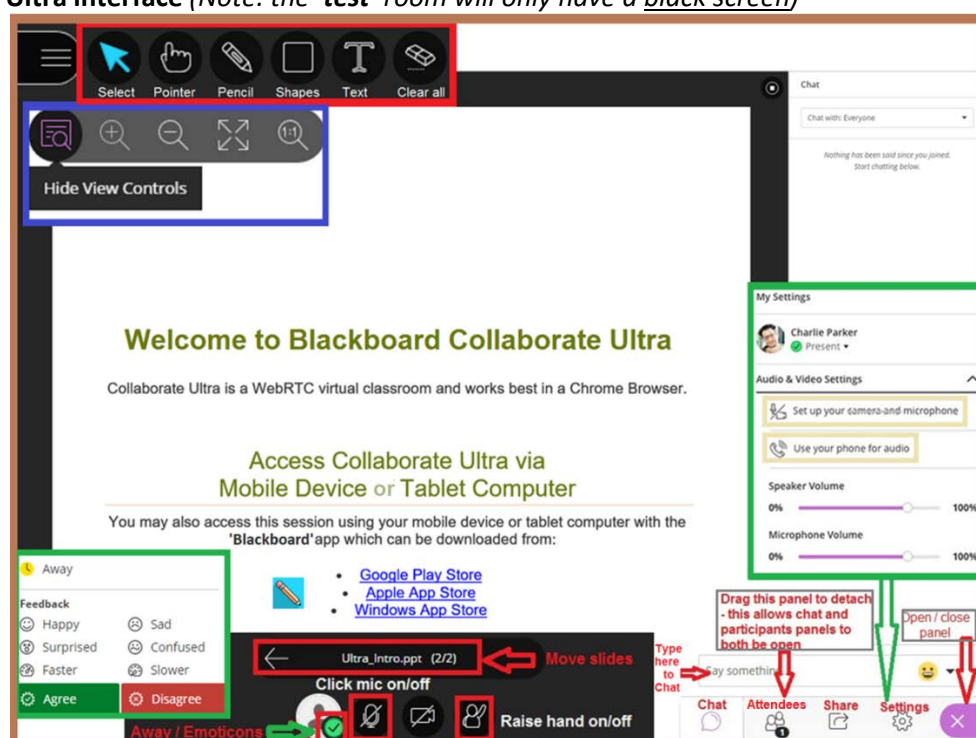 Ultra Interface (Note: the 'test' room will only have a black screen)
Select Pointer Pencil Shapes Text Clear all
1:1
Hide View Controls
Chat
Chat with: Everyone
Nothing has been said since you joined.
Start chatting below.
Welcome to Blackboard Collaborate Ultra
Collaborate Ultra is a WebRTC virtual classroom and works best in a Chrome Browser.
Access Collaborate Ultra via
Mobile Device or Tablet Computer
You may also access this session using your mobile device or tablet computer with the
'Blackboard'app which can be downloaded from:
• Google Play Store
• Apple App Store
• Windows App Store
My Settings
Charlie Parker
Present
Audio & Video Settings
Set up your camera and microphone
Use your phone for audio
Speaker Volume
0% 100%
Microphone Volume
0% 100%
Away
Feedback
Happy Sad
Surprised Confused
Faster Slower
Agree Disagree
Ultra_Intro.ppt (2/2) Move slides
Click mic on/off
Raise hand on/off
Away / Emoticons
Drag this panel to detach
- this allows chat and
participants panels to
both be open
Open / close
panel
Type
here
to
Chat
Say something
Chat Attendees Share Settings
1